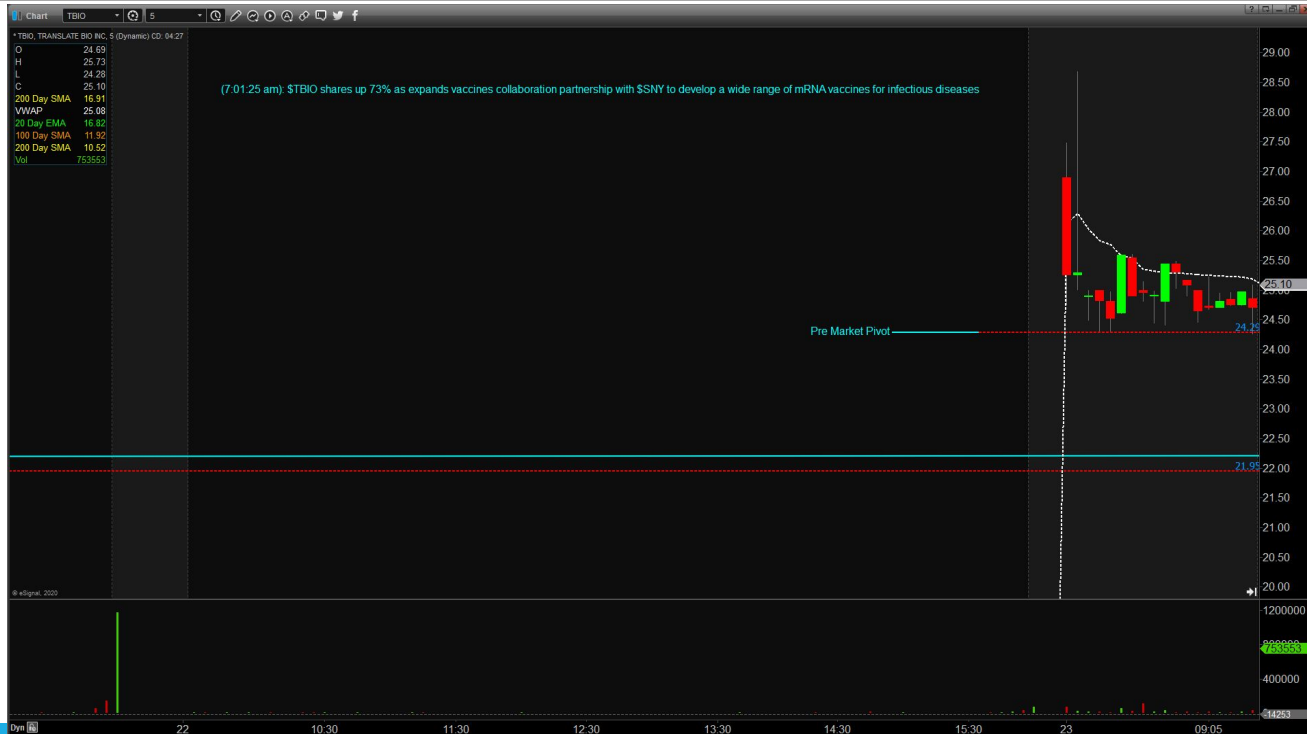 Chart TBIO 5
* TBIO, TRANSLATE BIO INC, 5 (Dynamic) CD: 04:27
O 24.69
H 25.73
L 24.28
C 25.10
200 Day SMA 16.91
VWAP 25.08
20 Day EMA 16.82
100 Day SMA 11.92
200 Day SMA 10.52
Vol 753553
(7:01:25 am): $TBIO shares up 73% as expands vaccines collaboration partnership with $SNY to develop a wide range of mRNA vaccines for infectious diseases
29.00
28.50
28.00
27.50
27.00
26.50
26.00
25.50
25.10
24.50
Pre Market Pivot
24.29
24.00
23.50
23.00
22.50
21.95
22.00
21.50
21.00
20.50
20.00
© eSignal, 2020
1200000
753553
400000
-14253
Dyn
22 10:30 11:30 12:30 13:30 14:30 15:30 23 09:05